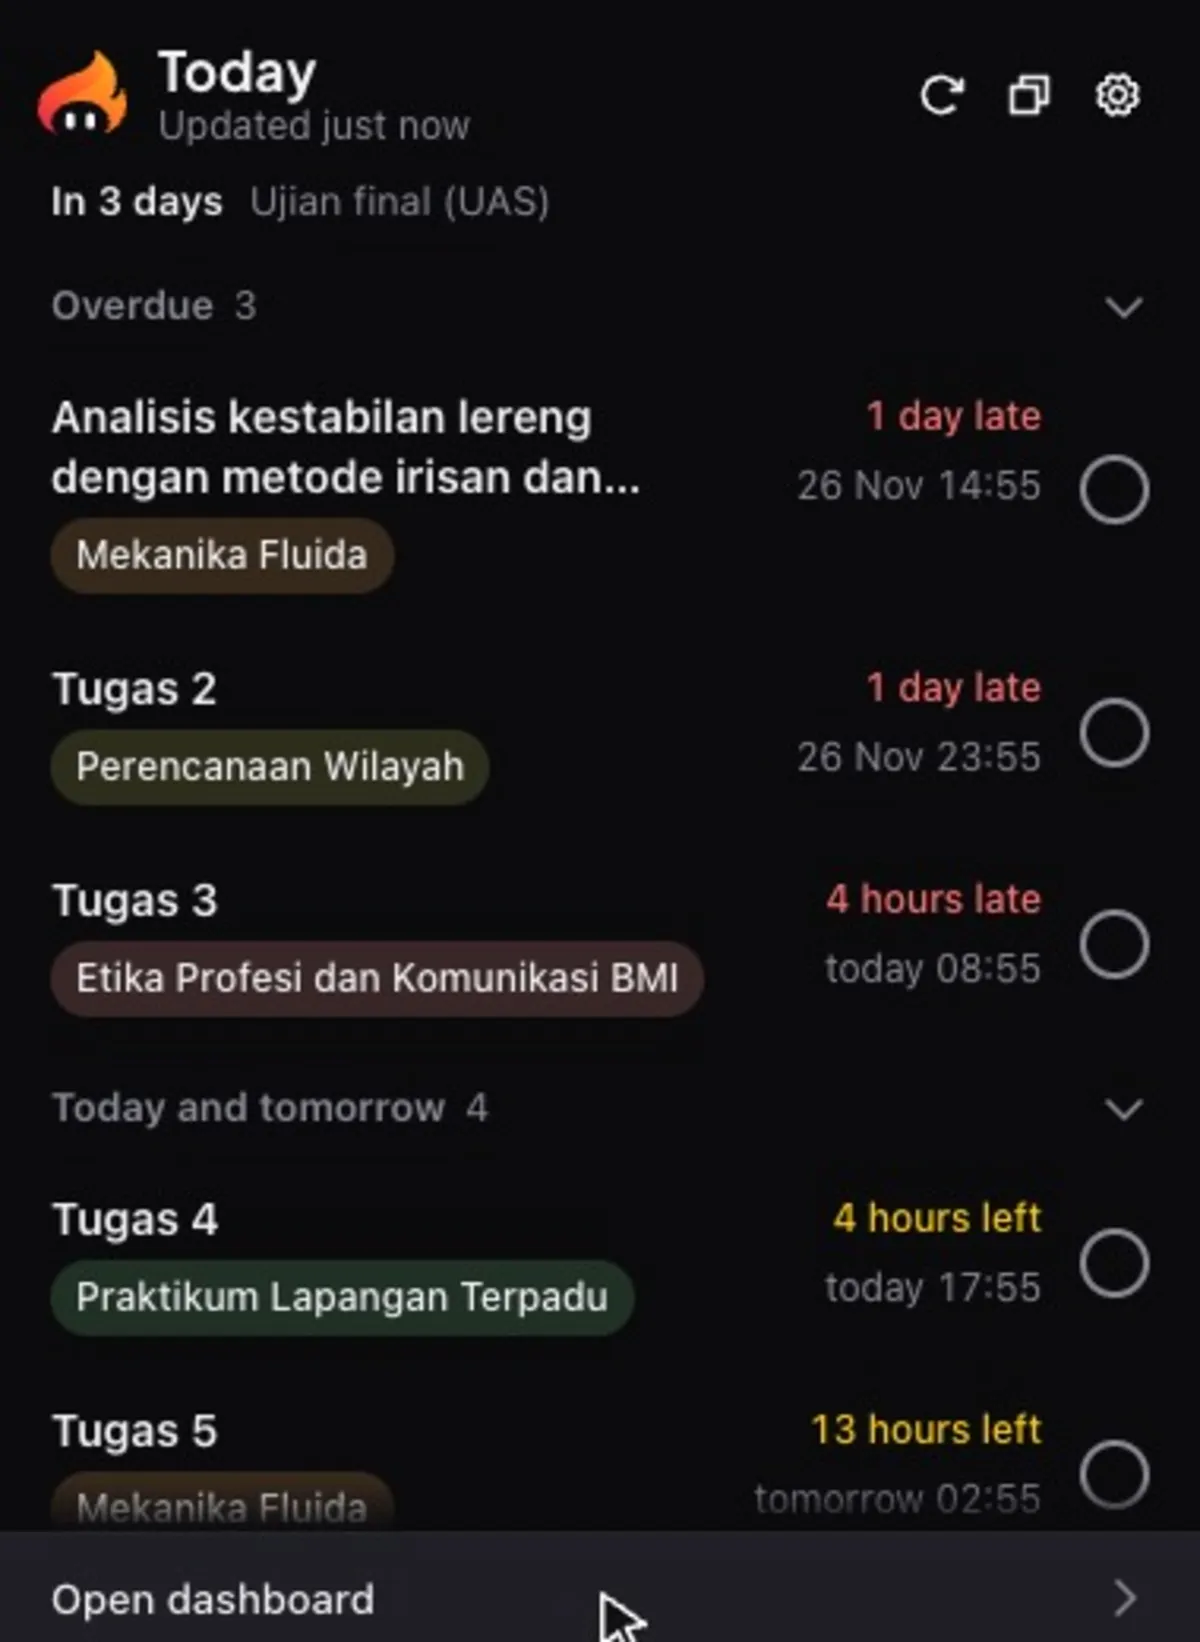 Today
Updated just now
In 3 days Ujian final (UAS)
Overdue 3
Analisis kestabilan lereng
dengan metode irisan dan...
1 day late
26 Nov 14:55
Mekanika Fluida
Tugas 2
1 day late
26 Nov 23:55
Perencanaan Wilayah
Tugas 3
4 hours late
today 08:55
Etika Profesi dan Komunikasi BMI
Today and tomorrow 4
Tugas 4
4 hours left
today 17:55
Praktikum Lapangan Terpadu
Tugas 5
13 hours left
tomorrow 02:55
Mekanika Fluida
Open dashboard